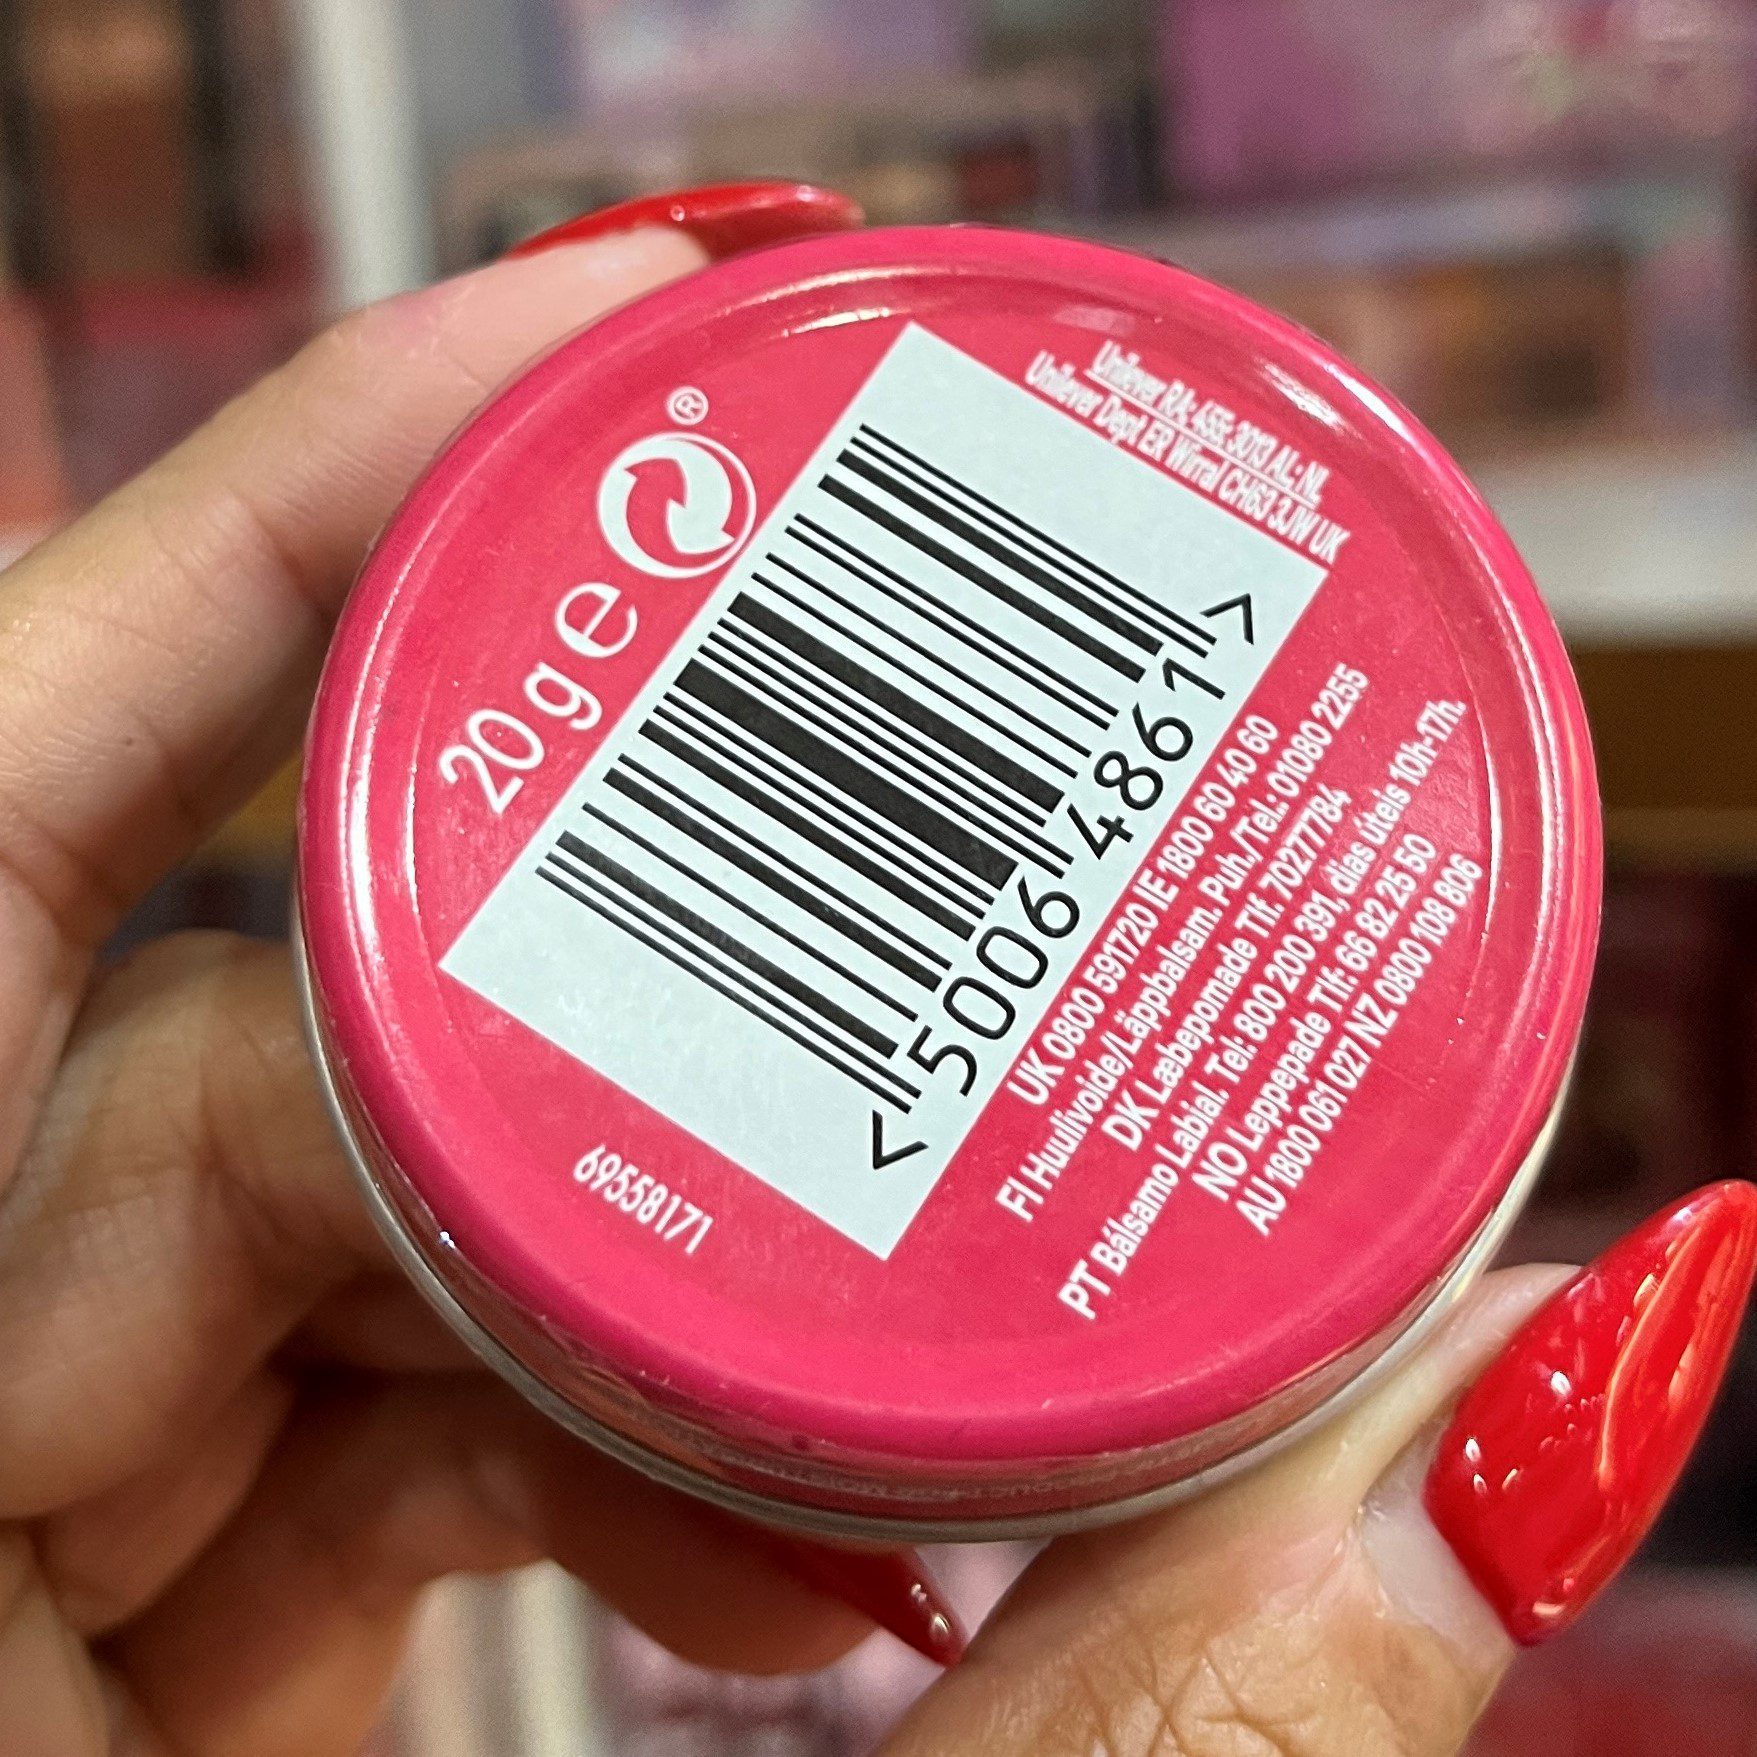 Unilever RA: 455; 3013 AL; NL
Unilever Dept ER Wirral CH63 3JW UK
20 g e ®
< 5006 4861 >
UK 0800 591720 IE 1800 60 40 60
FI Huulivoide/Läppbalsam. Puh./Tel.: 01080 2255
DK Læbepomade Tlf. 70277784
PT Bálsamo Labial. Tel: 800 200 391, dias úteis 10h-17h.
NO Leppepade Tlf: 66 82 25 50
AU 1800 061 027 NZ 0800 108 806
69558171